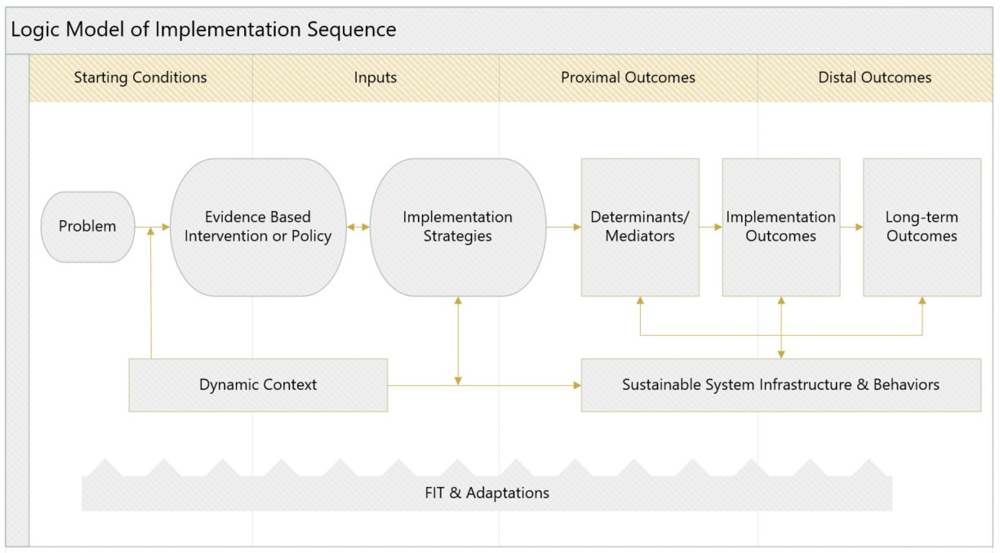 Logic Model of Implementation Sequence
Starting Conditions
Inputs
Proximal Outcomes
Distal Outcomes
Problem
Evidence Based
Intervention or Policy
Implementation
Strategies
Determinants/
Mediators
Implementation
Outcomes
Long-term
Outcomes
Dynamic Context
Sustainable System Infrastructure & Behaviors
FIT & Adaptations